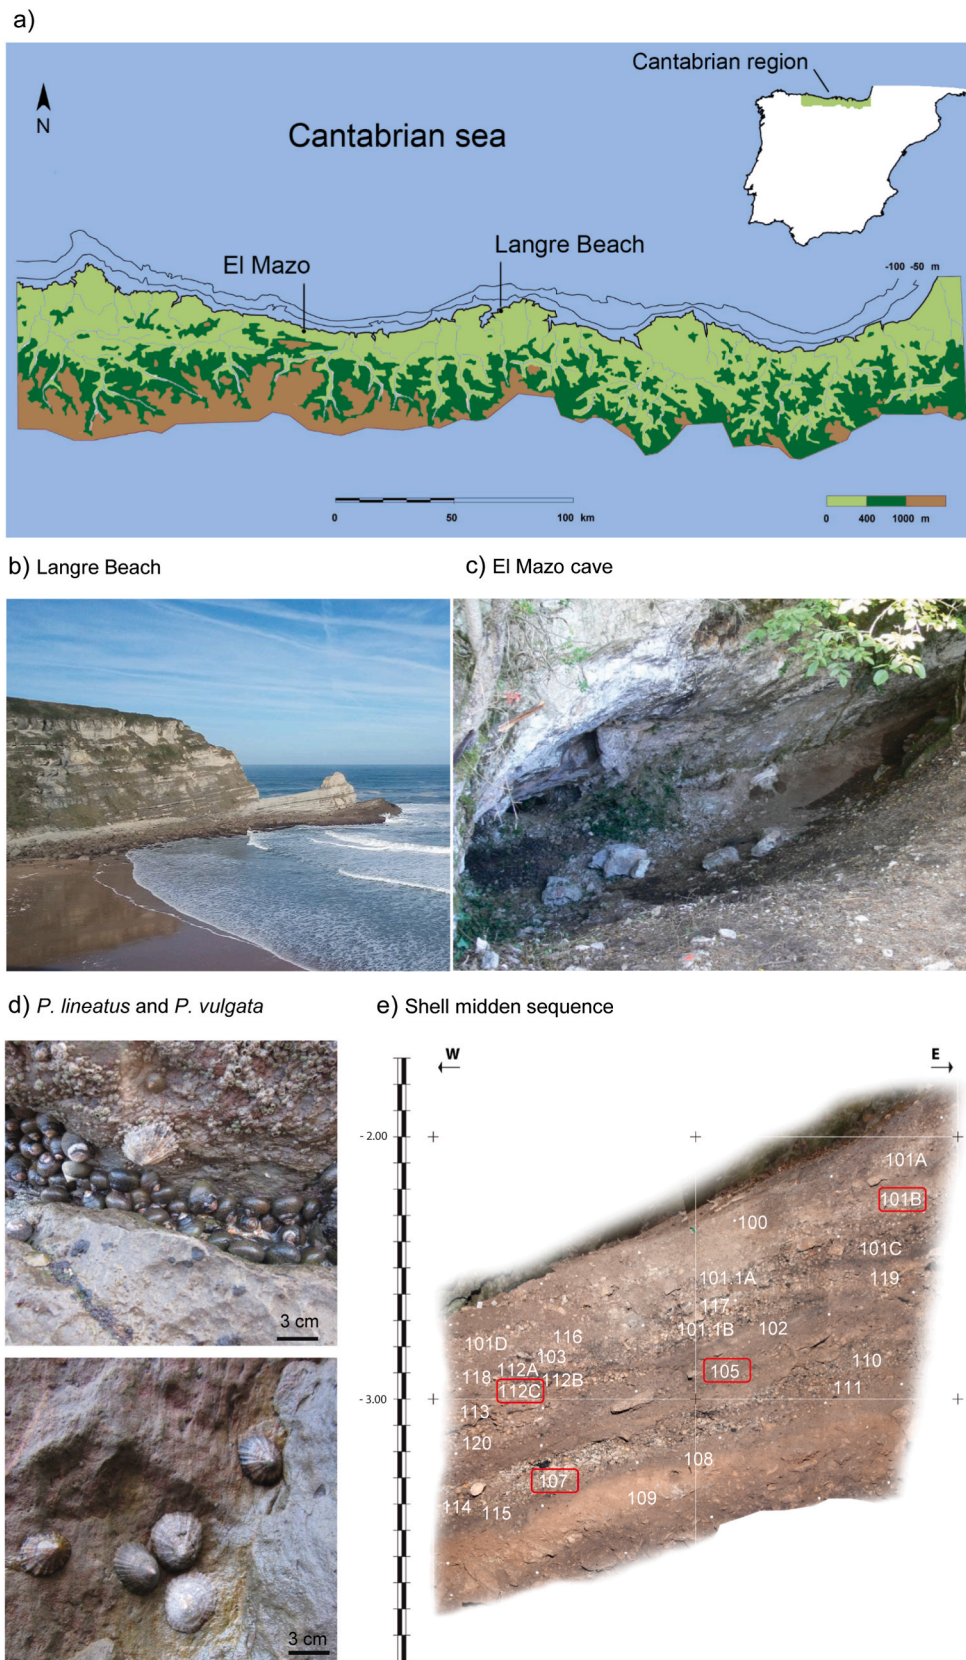 a)
Cantabrian region
N
Cantabrian sea
Langre Beach
El Mazo
-100 -50 m
0 50 100 km
0 400 1000 m
b) Langre Beach
c) El Mazo cave
d) P. lineatus and P. vulgata
3 cm
3 cm
e) Shell midden sequence
W
E
- 2.00
- 3.00
101A
101B
100
101C
101.1A
119
117
101.1B
102
116
101D
103
112A
105
110
118
112B
112C
111
113
120
108
107
109
114
115